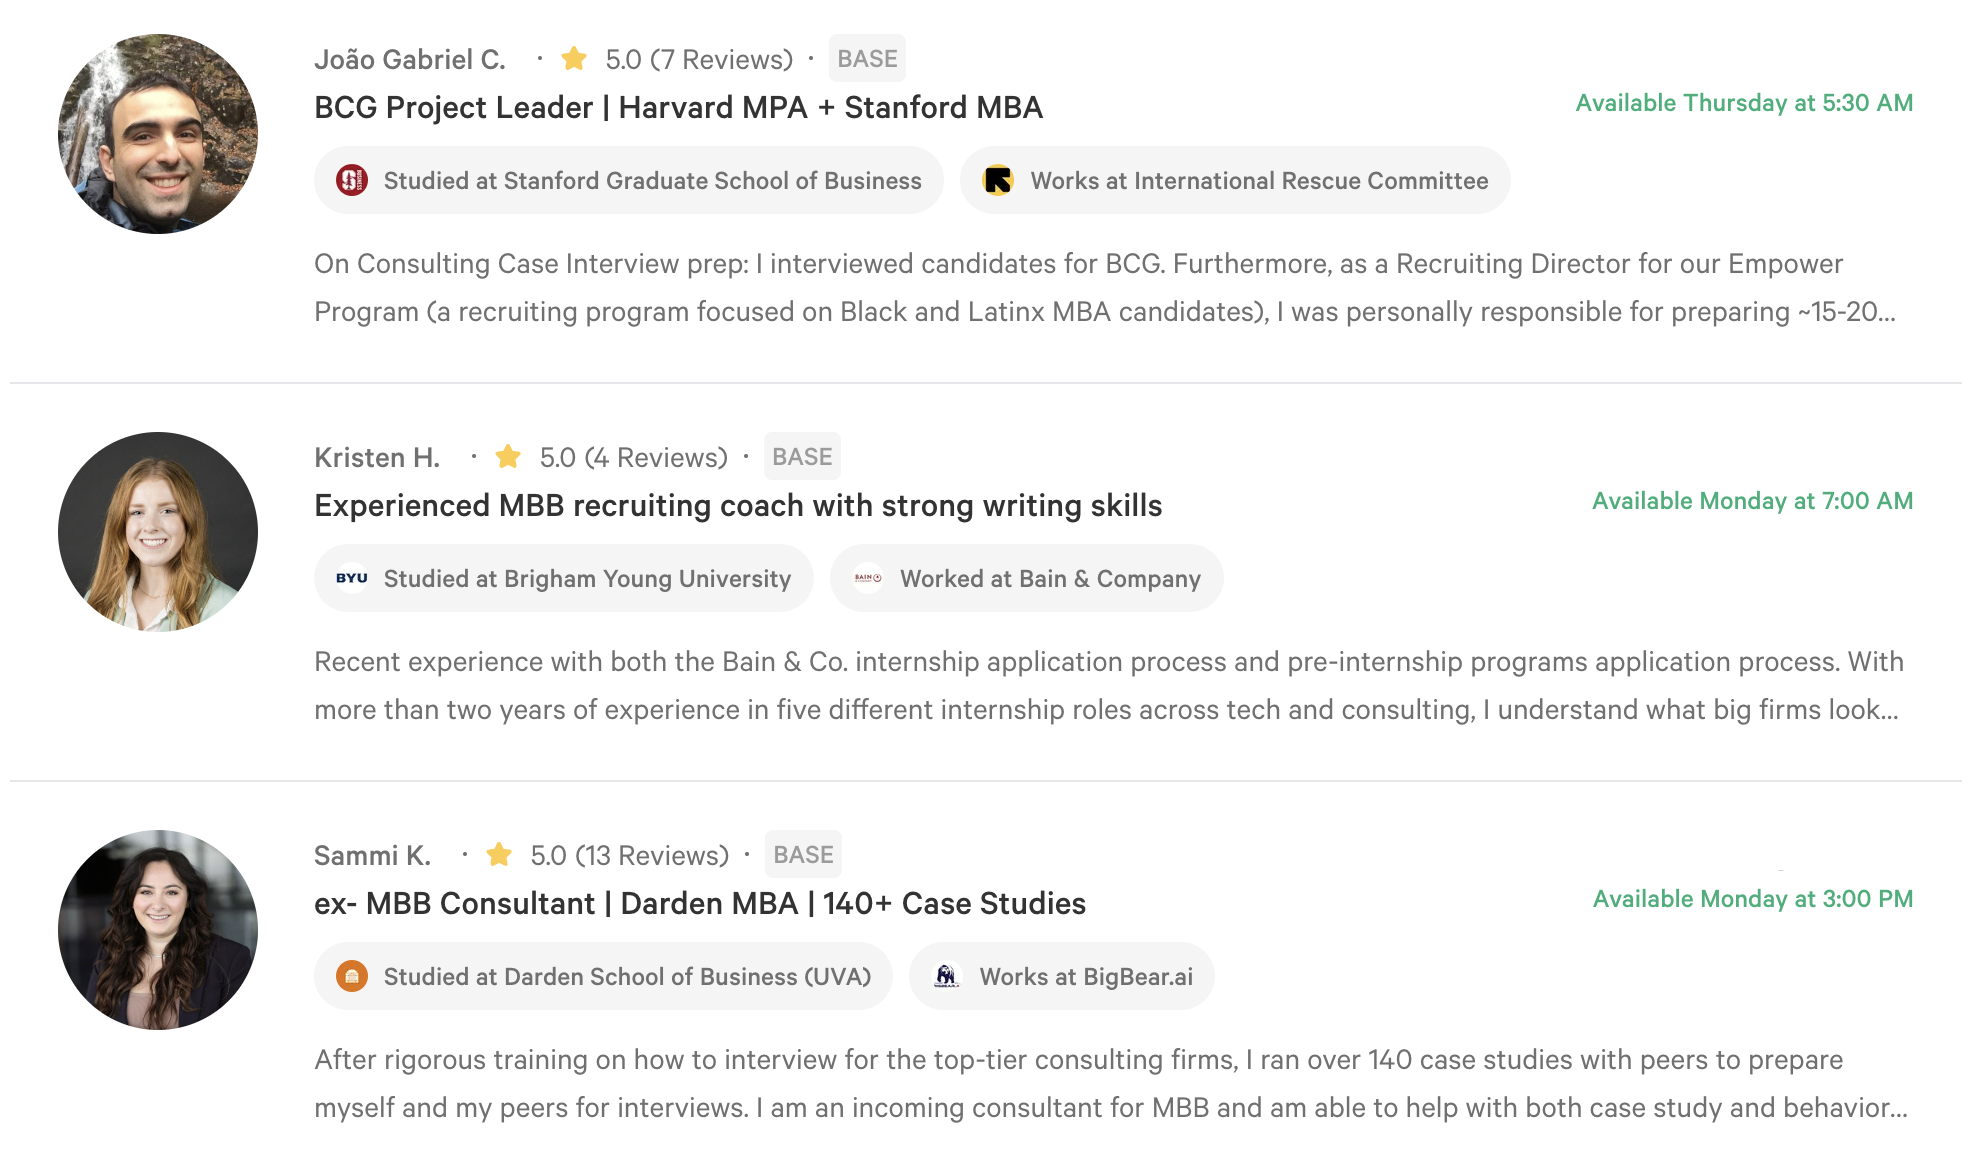 João Gabriel C. · 5.0 (7 Reviews) · BASE
BCG Project Leader | Harvard MPA + Stanford MBA
Available Thursday at 5:30 AM
Studied at Stanford Graduate School of Business
Works at International Rescue Committee
On Consulting Case Interview prep: I interviewed candidates for BCG. Furthermore, as a Recruiting Director for our Empower
Program (a recruiting program focused on Black and Latinx MBA candidates), I was personally responsible for preparing ~15-20...
Kristen H. · 5.0 (4 Reviews) · BASE
Experienced MBB recruiting coach with strong writing skills
Available Monday at 7:00 AM
BYU Studied at Brigham Young University
BAIN Worked at Bain & Company
Recent experience with both the Bain & Co. internship application process and pre-internship programs application process. With
more than two years of experience in five different internship roles across tech and consulting, I understand what big firms look...
Sammi K. · 5.0 (13 Reviews) · BASE
ex- MBB Consultant | Darden MBA | 140+ Case Studies
Available Monday at 3:00 PM
Studied at Darden School of Business (UVA)
Works at BigBear.ai
After rigorous training on how to interview for the top-tier consulting firms, I ran over 140 case studies with peers to prepare
myself and my peers for interviews. I am an incoming consultant for MBB and am able to help with both case study and behavior...